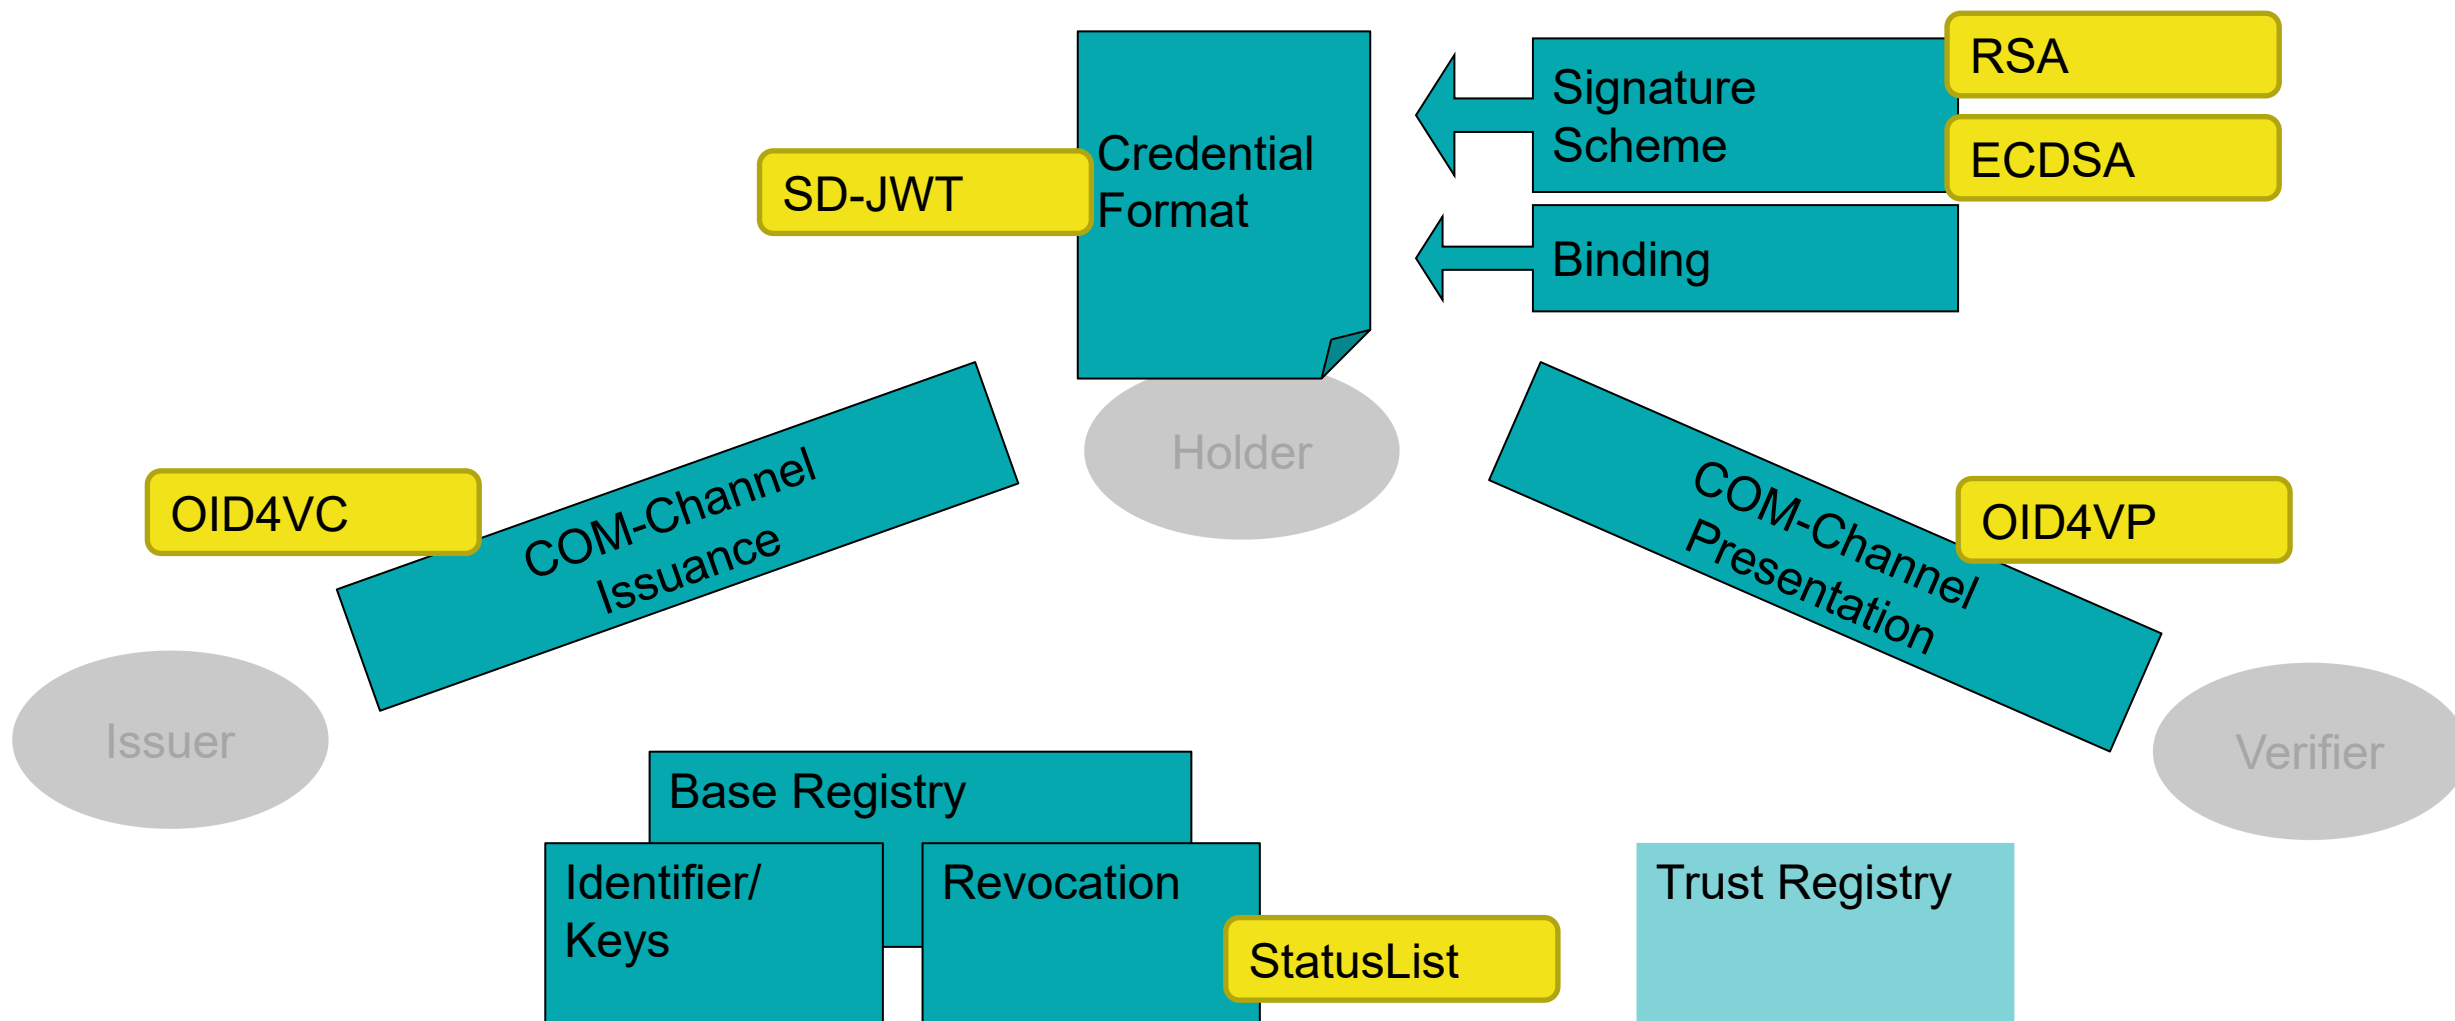 RSA
Signature
Scheme
ECDSA
Credential
Format
SD-JWT
Binding
Holder
COM-Channel
Issuance
OID4VC
COM-Channel
Presentation
OID4VP
Issuer
Verifier
Base Registry
Identifier/
Keys
Revocation
StatusList
Trust Registry